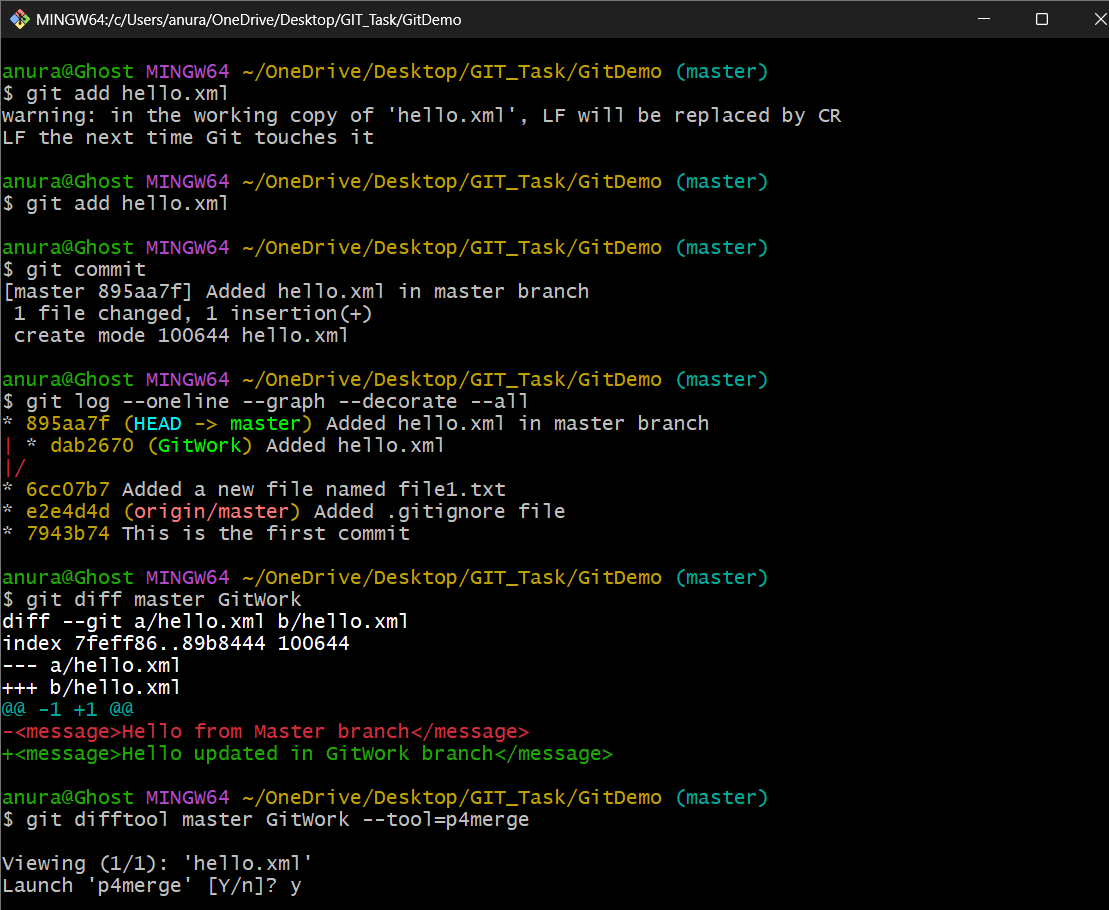 MINGW64:/c/Users/anura/OneDrive/Desktop/GIT_Task/GitDemo
anura@Ghost MINGW64 ~/OneDrive/Desktop/GIT_Task/GitDemo (master)
$ git add hello.xml
warning: in the working copy of 'hello.xml', LF will be replaced by CR
LF the next time Git touches it
anura@Ghost MINGW64 ~/OneDrive/Desktop/GIT_Task/GitDemo (master)
$ git add hello.xml
anura@Ghost MINGW64 ~/OneDrive/Desktop/GIT_Task/GitDemo (master)
$ git commit
[master 895aa7f] Added hello.xml in master branch
 1 file changed, 1 insertion(+)
 create mode 100644 hello.xml
anura@Ghost MINGW64 ~/OneDrive/Desktop/GIT_Task/GitDemo (master)
$ git log --oneline --graph --decorate --all
* 895aa7f (HEAD -> master) Added hello.xml in master branch
| * dab2670 (GitWork) Added hello.xml
|/
* 6cc07b7 Added a new file named file1.txt
* e2e4d4d (origin/master) Added .gitignore file
* 7943b74 This is the first commit
anura@Ghost MINGW64 ~/OneDrive/Desktop/GIT_Task/GitDemo (master)
$ git diff master GitWork
diff --git a/hello.xml b/hello.xml
index 7feff86..89b8444 100644
--- a/hello.xml
+++ b/hello.xml
@@ -1 +1 @@
-<message>Hello from Master branch</message>
+<message>Hello updated in GitWork branch</message>
anura@Ghost MINGW64 ~/OneDrive/Desktop/GIT_Task/GitDemo (master)
$ git difftool master GitWork --tool=p4merge
Viewing (1/1): 'hello.xml'
Launch 'p4merge' [Y/n]? y